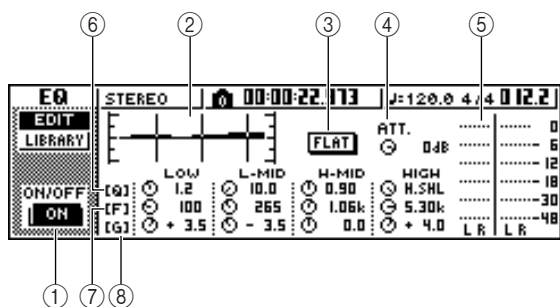 ⑥ ② ③ ④ ⑤
EQ STEREO 00:00:22.973 ♩=120.0 4/4 012.2
EDIT
LIBRARY
FLAT
ATT.
0dB
0
- 6
-12
-18
-30
-48
LOW L-MID H-MID HIGH
ON/OFF
ON
[Q] 1.2 10.0 0.90 H.SHL
[F] 100 265 1.06k 5.30k
[G] + 3.5 - 3.5 0.0 + 4.0
L R L R
① ⑦ ⑧